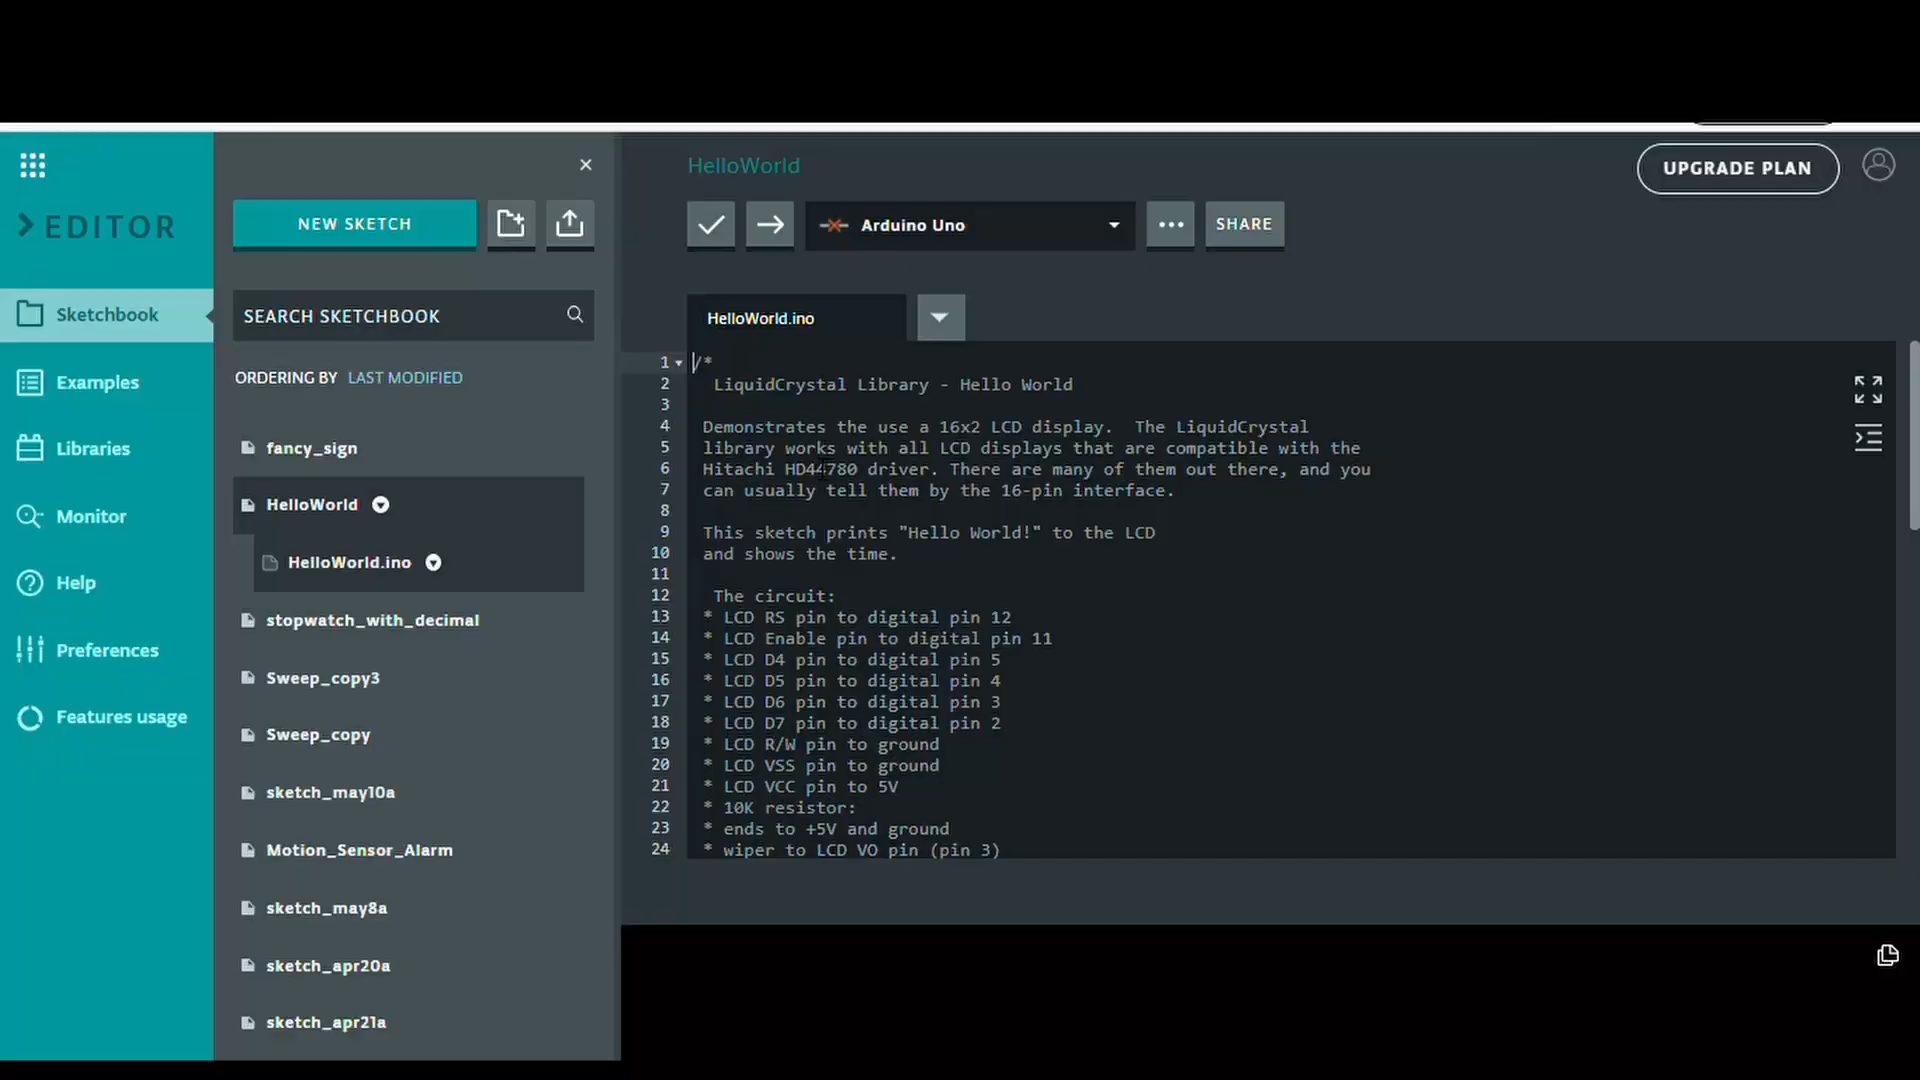 EDITOR
Sketchbook
Examples
Libraries
Monitor
Help
Preferences
Features usage
NEW SKETCH
SEARCH SKETCHBOOK
ORDERING BY LAST MODIFIED
fancy_sign
HelloWorld
HelloWorld.ino
stopwatch_with_decimal
Sweep_copy3
Sweep_copy
sketch_may10a
Motion_Sensor_Alarm
sketch_may8a
sketch_apr20a
sketch_apr21a
HelloWorld
UPGRADE PLAN
Arduino Uno
SHARE
HelloWorld.ino
1 /*
2 LiquidCrystal Library - Hello World
3
4 Demonstrates the use a 16x2 LCD display.  The LiquidCrystal
5 library works with all LCD displays that are compatible with the
6 Hitachi HD44780 driver. There are many of them out there, and you
7 can usually tell them by the 16-pin interface.
8
9 This sketch prints "Hello World!" to the LCD
10 and shows the time.
11
12 The circuit:
13 * LCD RS pin to digital pin 12
14 * LCD Enable pin to digital pin 11
15 * LCD D4 pin to digital pin 5
16 * LCD D5 pin to digital pin 4
17 * LCD D6 pin to digital pin 3
18 * LCD D7 pin to digital pin 2
19 * LCD R/W pin to ground
20 * LCD VSS pin to ground
21 * LCD VCC pin to 5V
22 * 10K resistor:
23 * ends to +5V and ground
24 * wiper to LCD VO pin (pin 3)